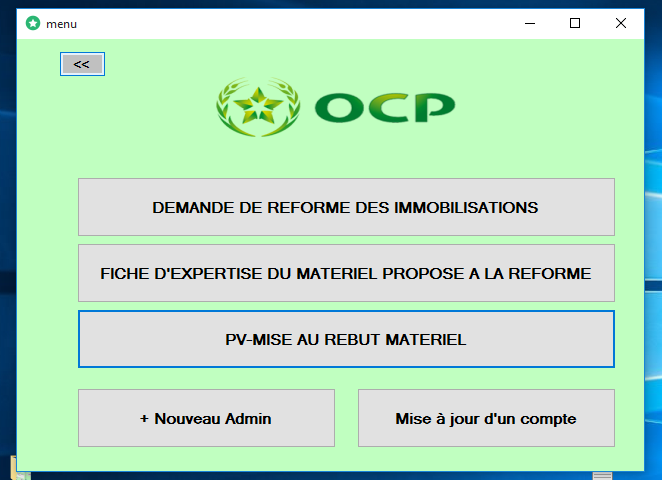 menu
<<
OCP
DEMANDE DE REFORME DES IMMOBILISATIONS
FICHE D'EXPERTISE DU MATERIEL PROPOSE A LA REFORME
PV-MISE AU REBUT MATERIEL
+ Nouveau Admin
Mise à jour d'un compte